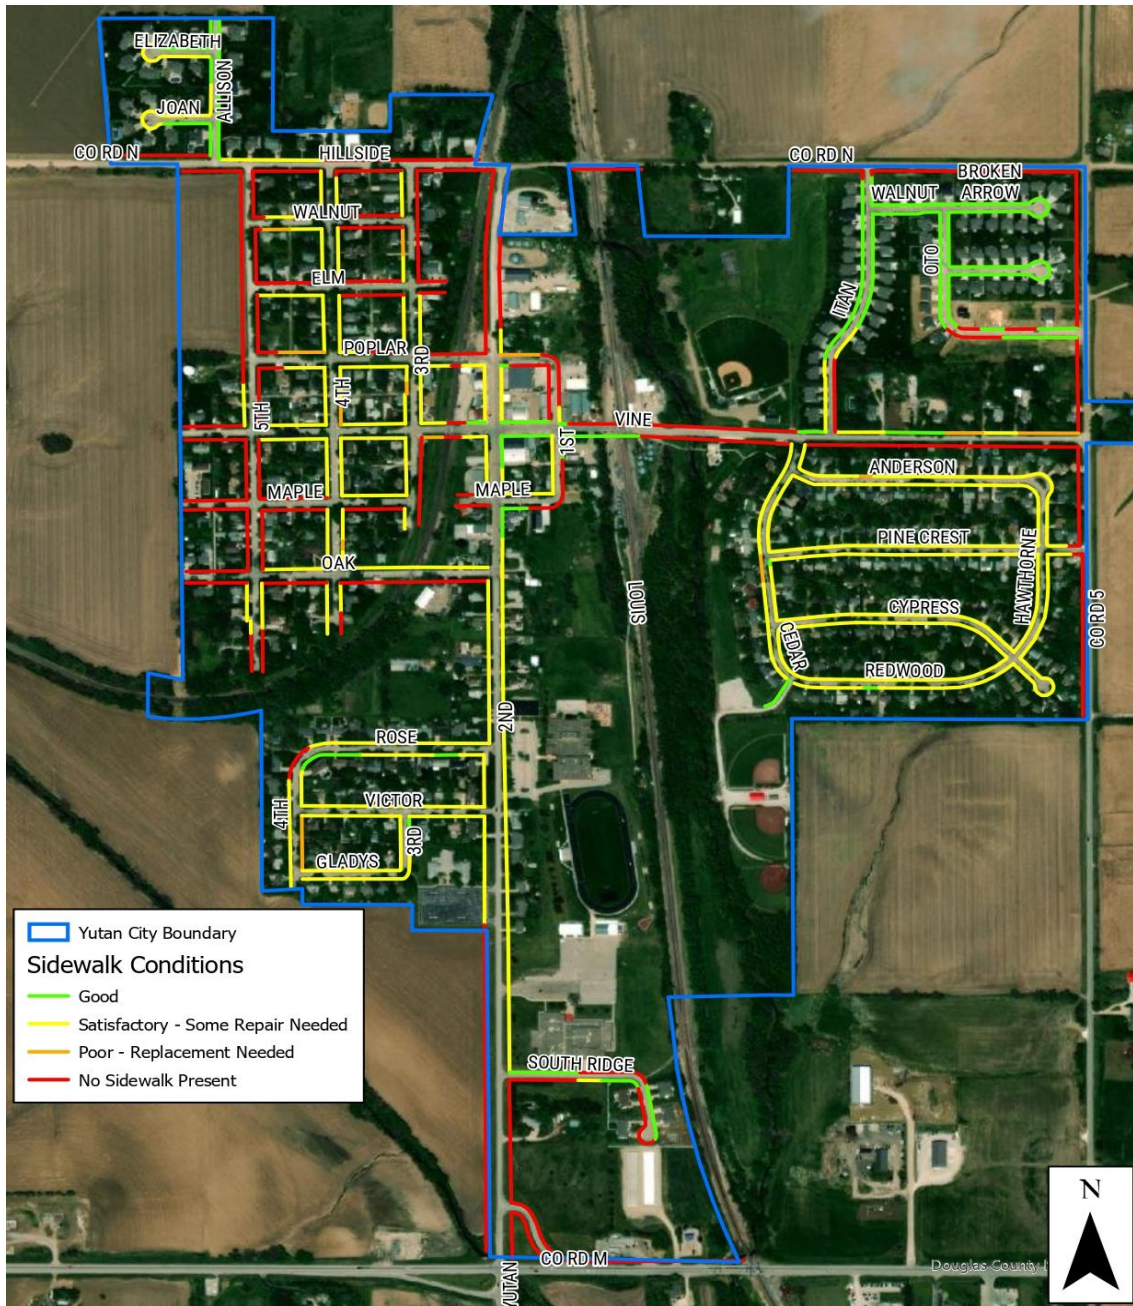 ELIZABETH
ALLISON
JOAN
CO RD N
HILLSIDE
CO RD N
BROKEN
ARROW
WALNUT
WALNUT
OTO
ELM
ITAN
POPLAR
3RD
4TH
5TH
VINE
1ST
ANDERSON
MAPLE
MAPLE
PINE CREST
HAWTHORNE
OAK
LOUIS
CYPRESS
CO RD 5
CEDAR
REDWOOD
2ND
ROSE
VICTOR
4TH
3RD
GLADYS
Yutan City Boundary
Sidewalk Conditions
Good
Satisfactory - Some Repair Needed
Poor - Replacement Needed
No Sidewalk Present
SOUTH RIDGE
N
CO RD M
Douglas County
YUTAN